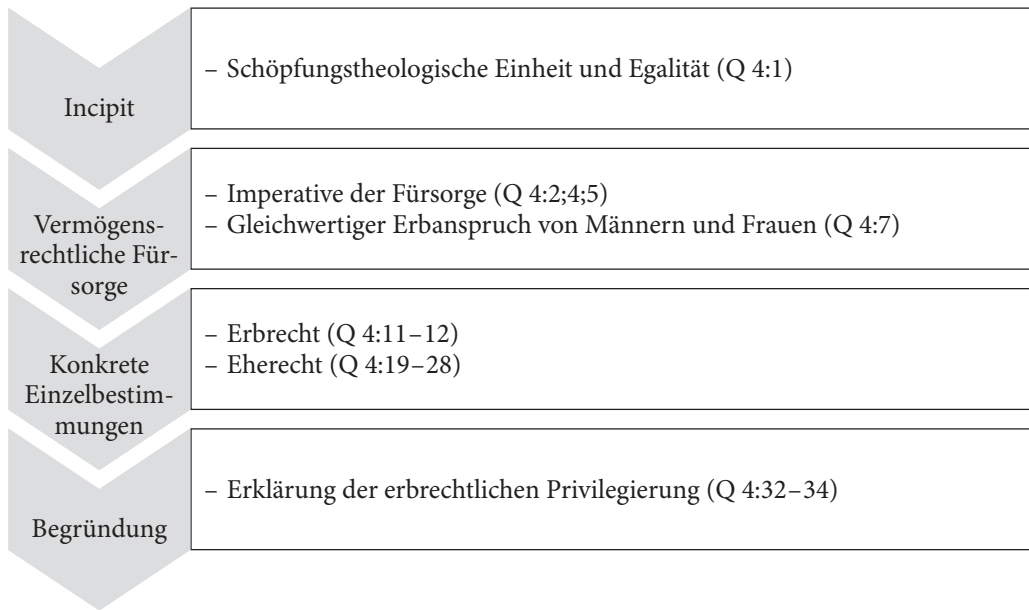 Incipit
– Schöpfungstheologische Einheit und Egalität (Q 4:1)
Vermögens-
rechtliche Für-
sorge
– Imperative der Fürsorge (Q 4:2;4;5)
– Gleichwertiger Erbanspruch von Männern und Frauen (Q 4:7)
Konkrete
Einzelbestim-
mungen
– Erbrecht (Q 4:11–12)
– Eherecht (Q 4:19–28)
Begründung
– Erklärung der erbrechtlichen Privilegierung (Q 4:32–34)